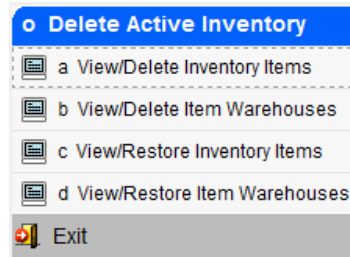 o Delete Active Inventory
a View/Delete Inventory Items
b View/Delete Item Warehouses
c View/Restore Inventory Items
d View/Restore Item Warehouses
Exit